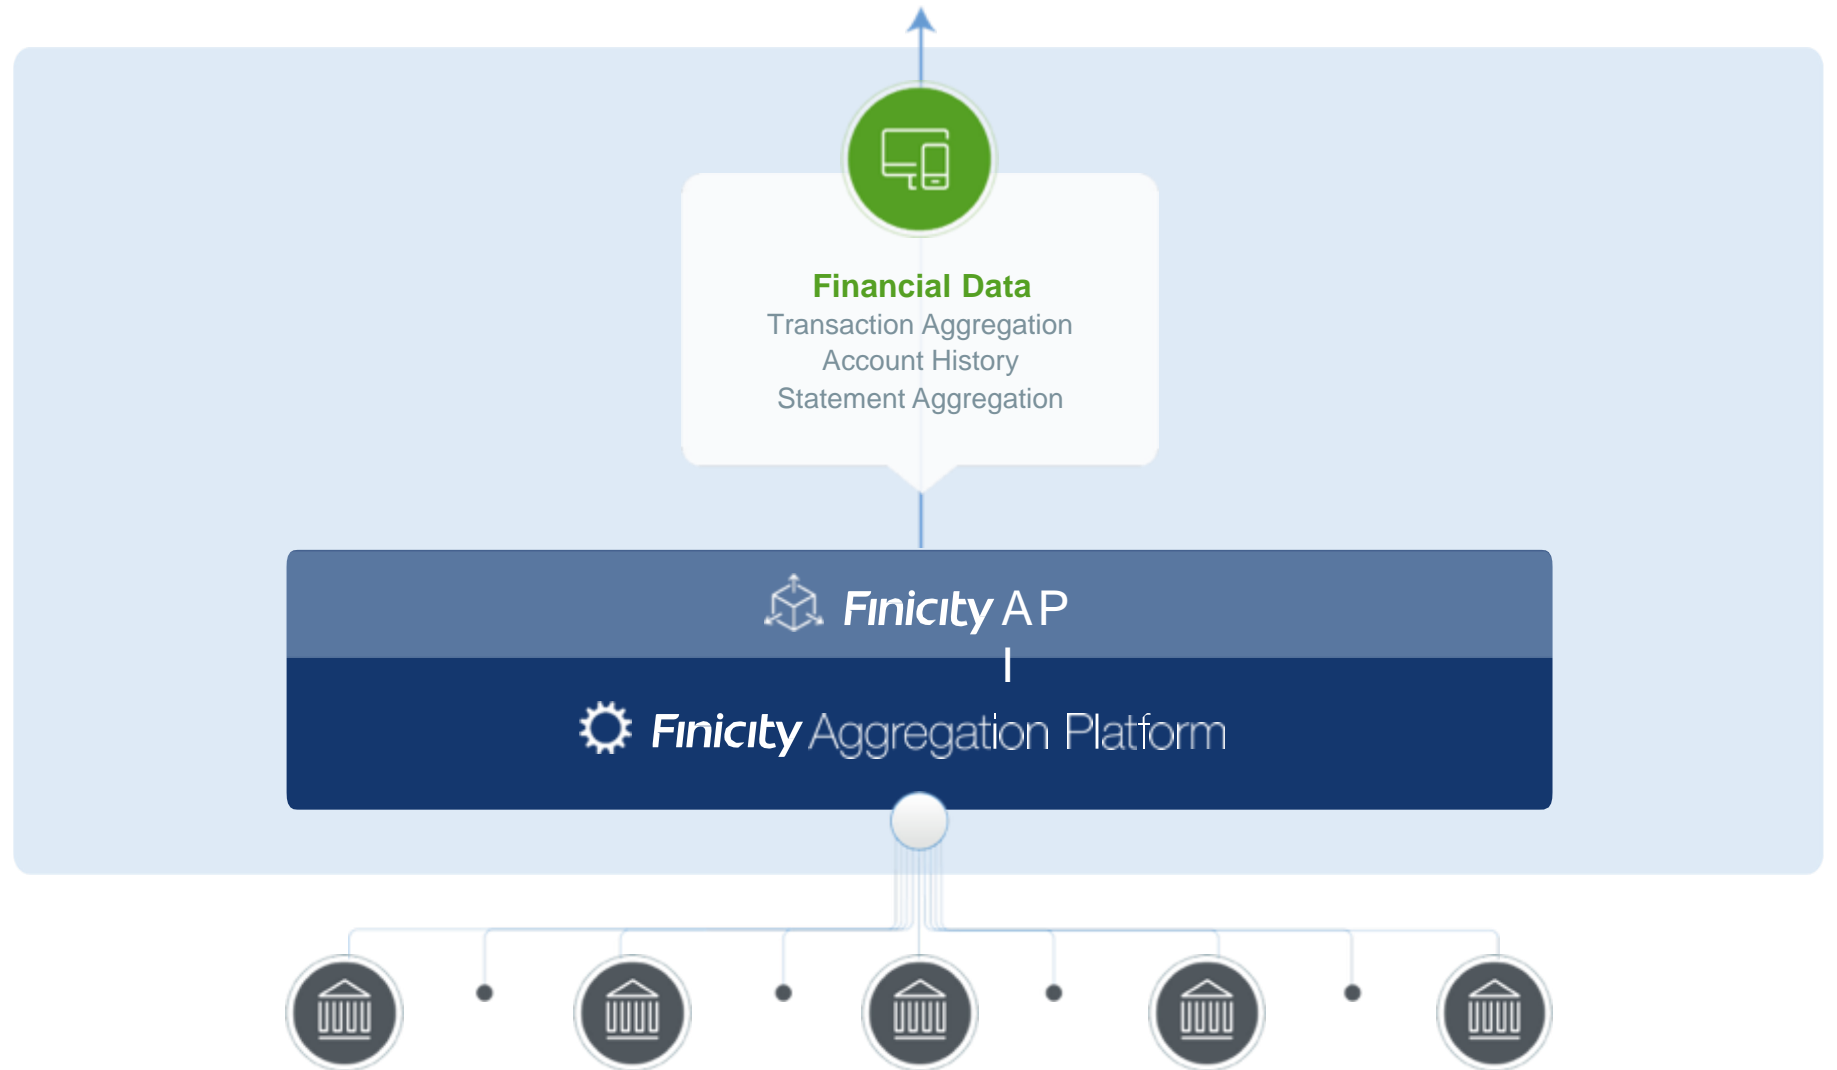 Financial Data
Transaction Aggregation
Account History
Statement Aggregation
Finicity AP
I
Finicity Aggregation Platform